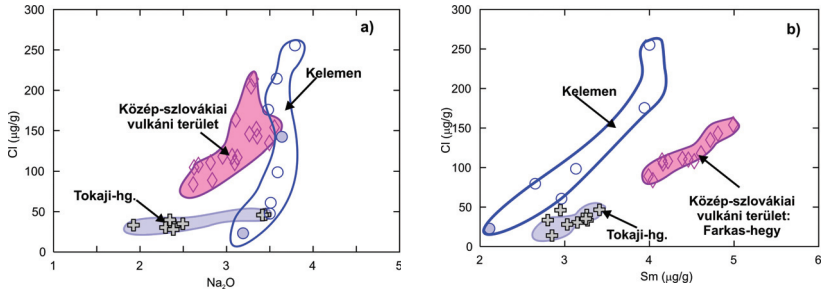 a)
Cl (µg/g)
300
250
200
150
100
50
0
Kelemen
Közép-szlovákiai
vulkáni terület
Tokaji-hg.
1
2
3
4
5
Na₂O
b)
Cl (µg/g)
300
250
200
150
100
50
0
Kelemen
Tokaji-hg.
Közép-szlovákiai
vulkáni terület:
Farkas-hegy
2
3
4
5
6
Sm (µg/g)